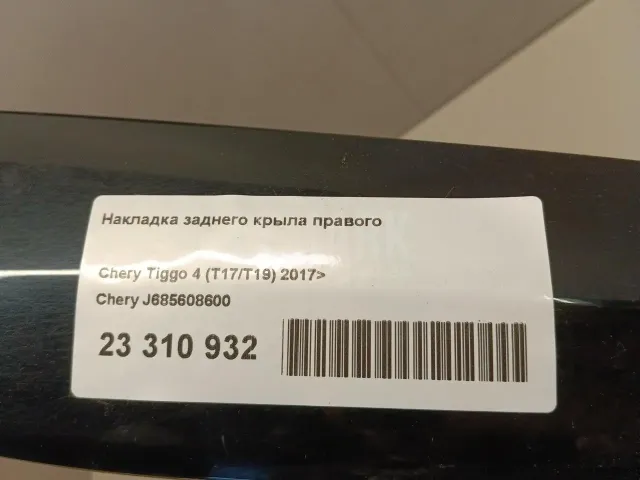 Накладка заднего крыла правого
Chery Tiggo 4 (T17/T19) 2017>
Chery J685608600
23 310 932